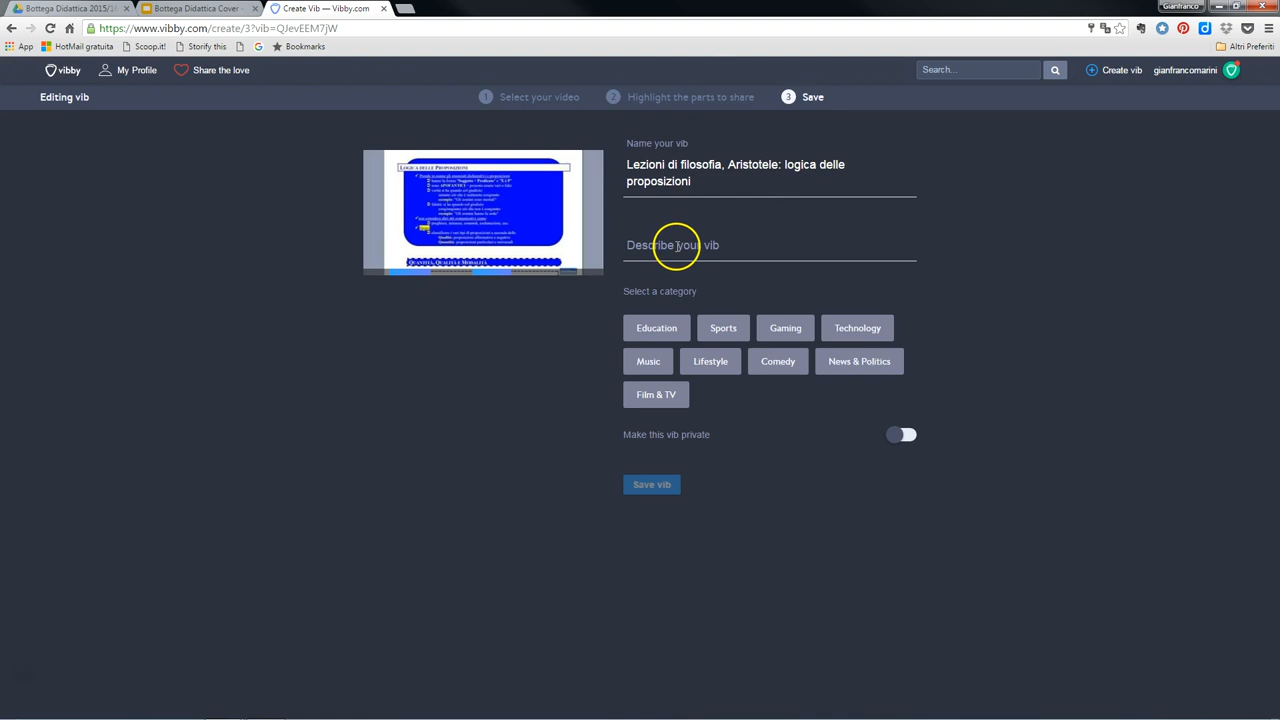 Bottega Didattica 2015/1
Bottega Didattica Cover -
Create Vib — Vibby.com
Gianfranco
https://www.vibby.com/create/3?vib=QJevEEM7jW
App
HotMail gratuita
Scoop.it!
Storify this
Bookmarks
Altri Preferiti
vibby
My Profile
Share the love
Search...
Create vib
gianfrancomarini
Editing vib
1 Select your video
2 Highlight the parts to share
3 Save
Name your vib
Lezioni di filosofia, Aristotele: logica delle
proposizioni
LOGICA DELLE PROPOSIZIONI
QUANTITÀ, QUALITÀ E MODALITÀ
Describe your vib
Select a category
Education
Sports
Gaming
Technology
Music
Lifestyle
Comedy
News & Politics
Film & TV
Make this vib private
Save vib